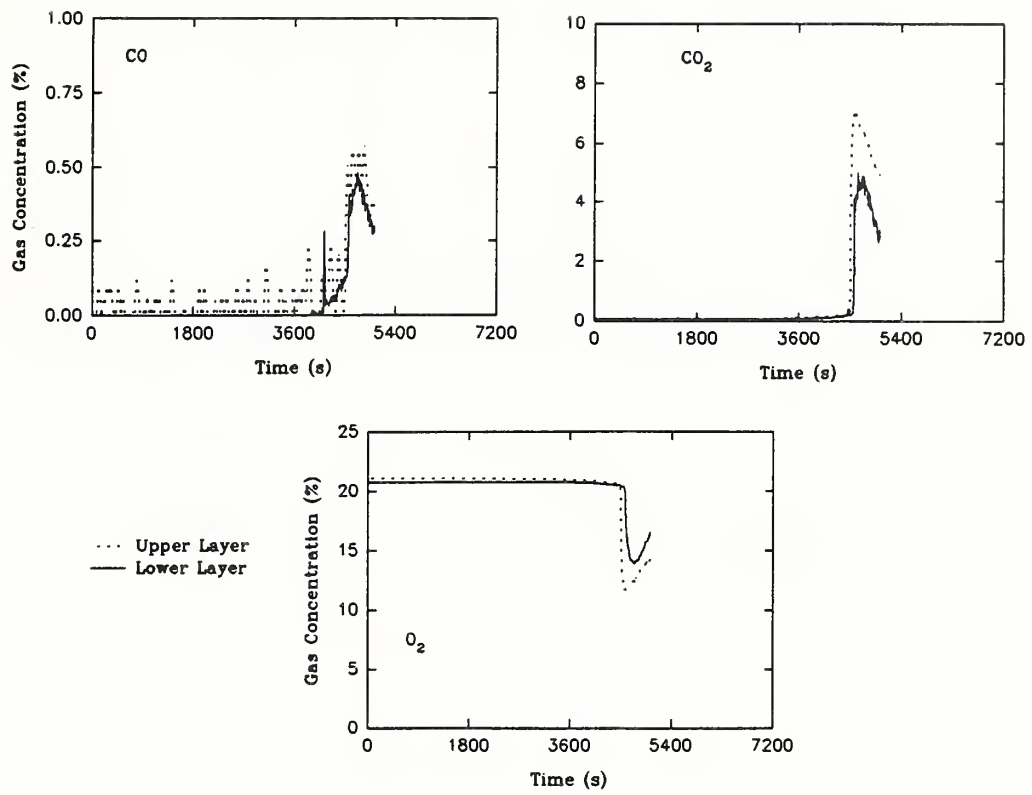 1.00
0.75
0.50
0.25
0.00
Gas Concentration (%)
CO
0 1800 3600 5400 7200
Time (s)
10
8
6
4
2
0
CO2
0 1800 3600 5400 7200
Time (s)
25
20
15
10
5
0
Gas Concentration (%)
O2
0 1800 3600 5400 7200
Time (s)
Upper Layer
Lower Layer